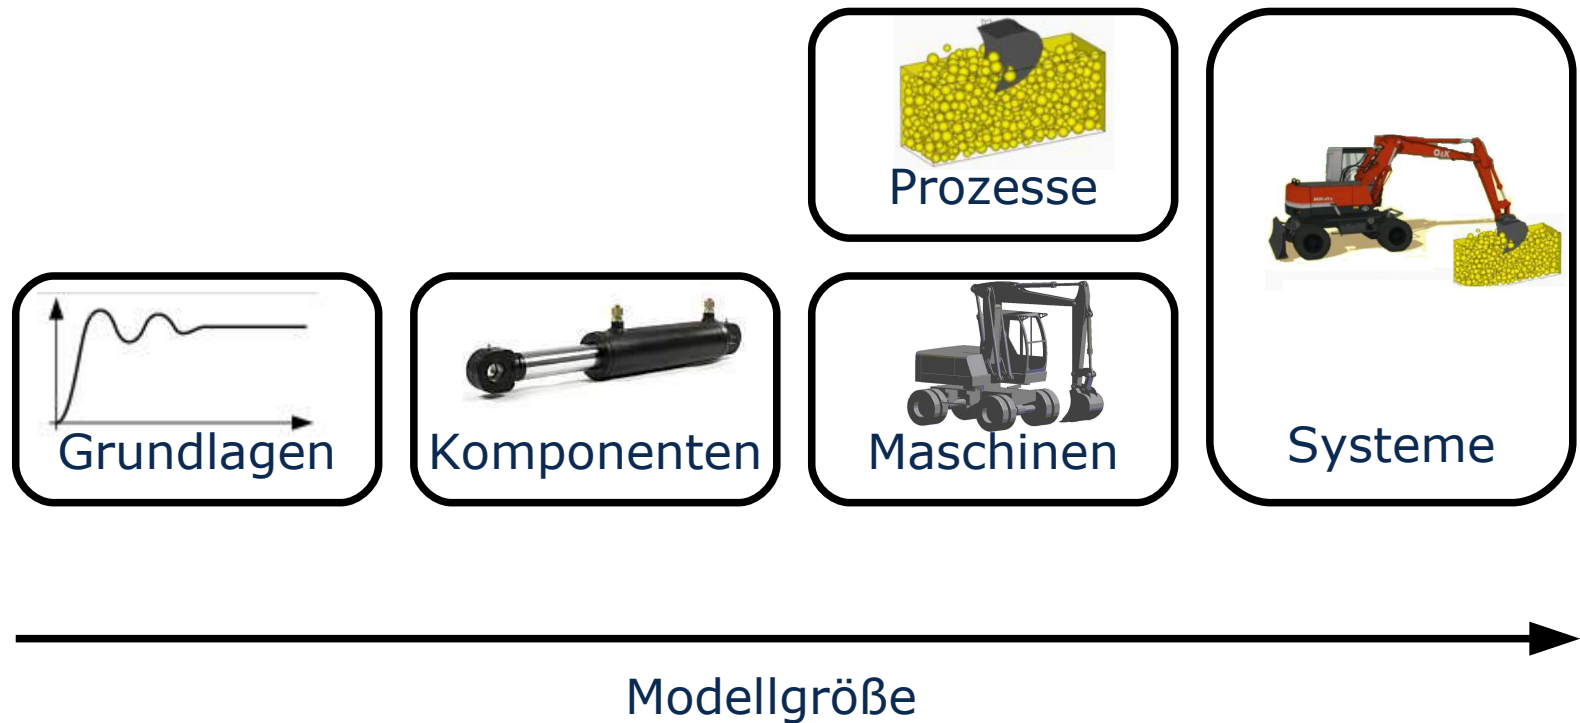 Prozesse
O&K
Grundlagen
Komponenten
Maschinen
Systeme
Modellgröße